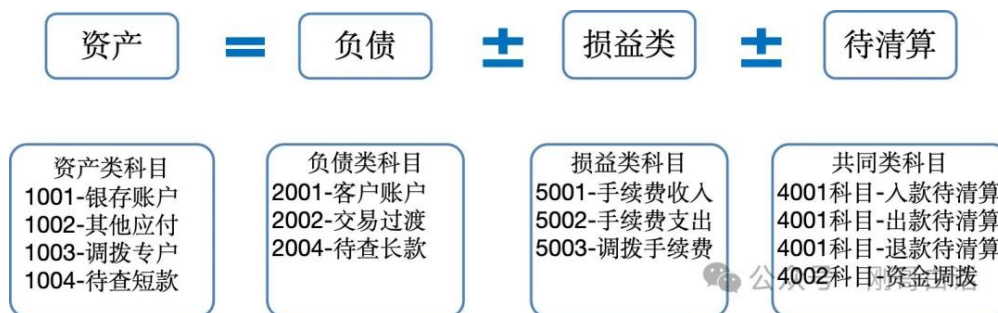 资产 = 负债 ± 损益类 ± 待清算
资产类科目
1001-银存账户
1002-其他应付
1003-调拨专户
1004-待查短款
负债类科目
2001-客户账户
2002-交易过渡
2004-待查长款
损益类科目
5001-手续费收入
5002-手续费支出
5003-调拨手续费
共同类科目
4001科目-入款待清算
4001科目-出款待清算
4001科目-退款待清算
4002科目-资金调拨
公众号